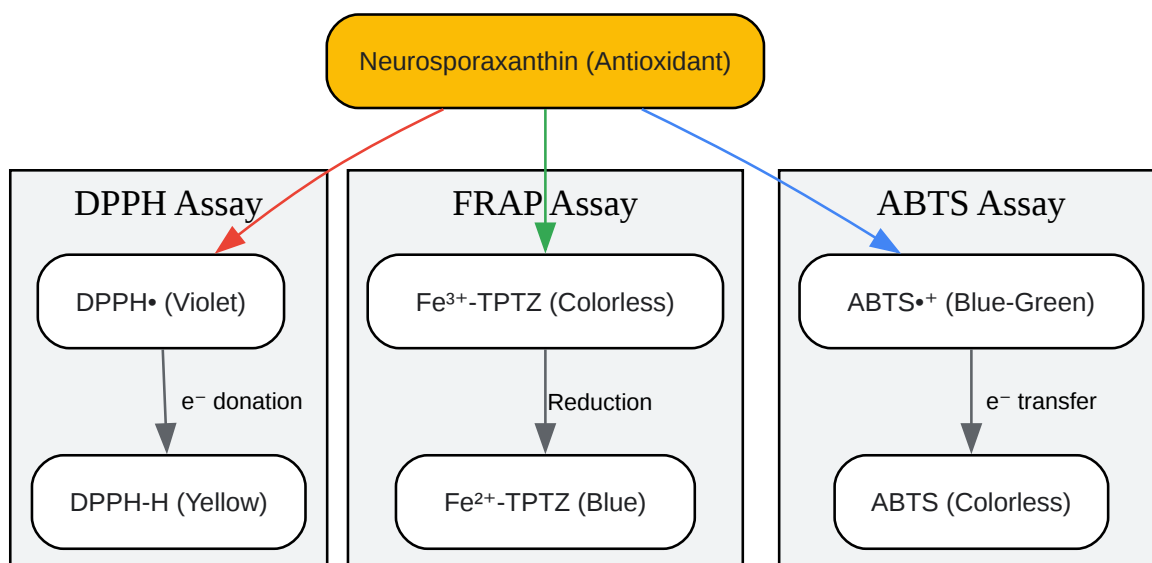 Neurosporaxanthin (Antioxidant)
DPPH Assay
FRAP Assay
ABTS Assay
DPPH• (Violet)
Fe³⁺-TPTZ (Colorless)
ABTS•⁺ (Blue-Green)
e⁻ donation
Reduction
e⁻ transfer
DPPH-H (Yellow)
Fe²⁺-TPTZ (Blue)
ABTS (Colorless)